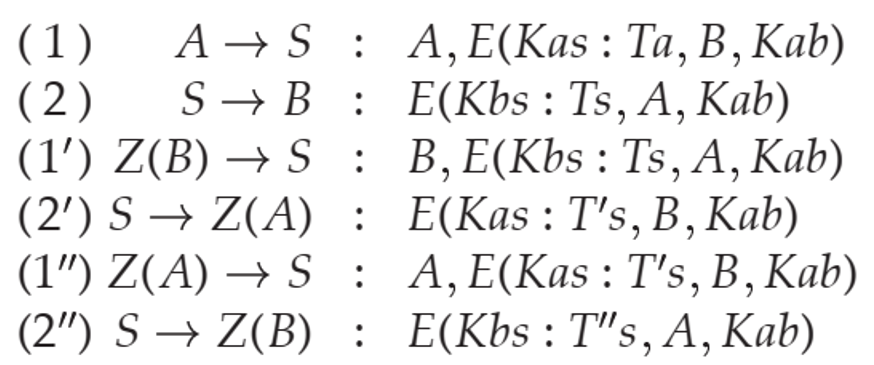 ( 1 ) A → S : A, E(Kas : Ta, B, Kab)
( 2 ) S → B : E(Kbs : Ts, A, Kab)
(1′) Z(B) → S : B, E(Kbs : Ts, A, Kab)
(2′) S → Z(A) : E(Kas : T′s, B, Kab)
(1″) Z(A) → S : A, E(Kas : T′s, B, Kab)
(2″) S → Z(B) : E(Kbs : T″s, A, Kab)